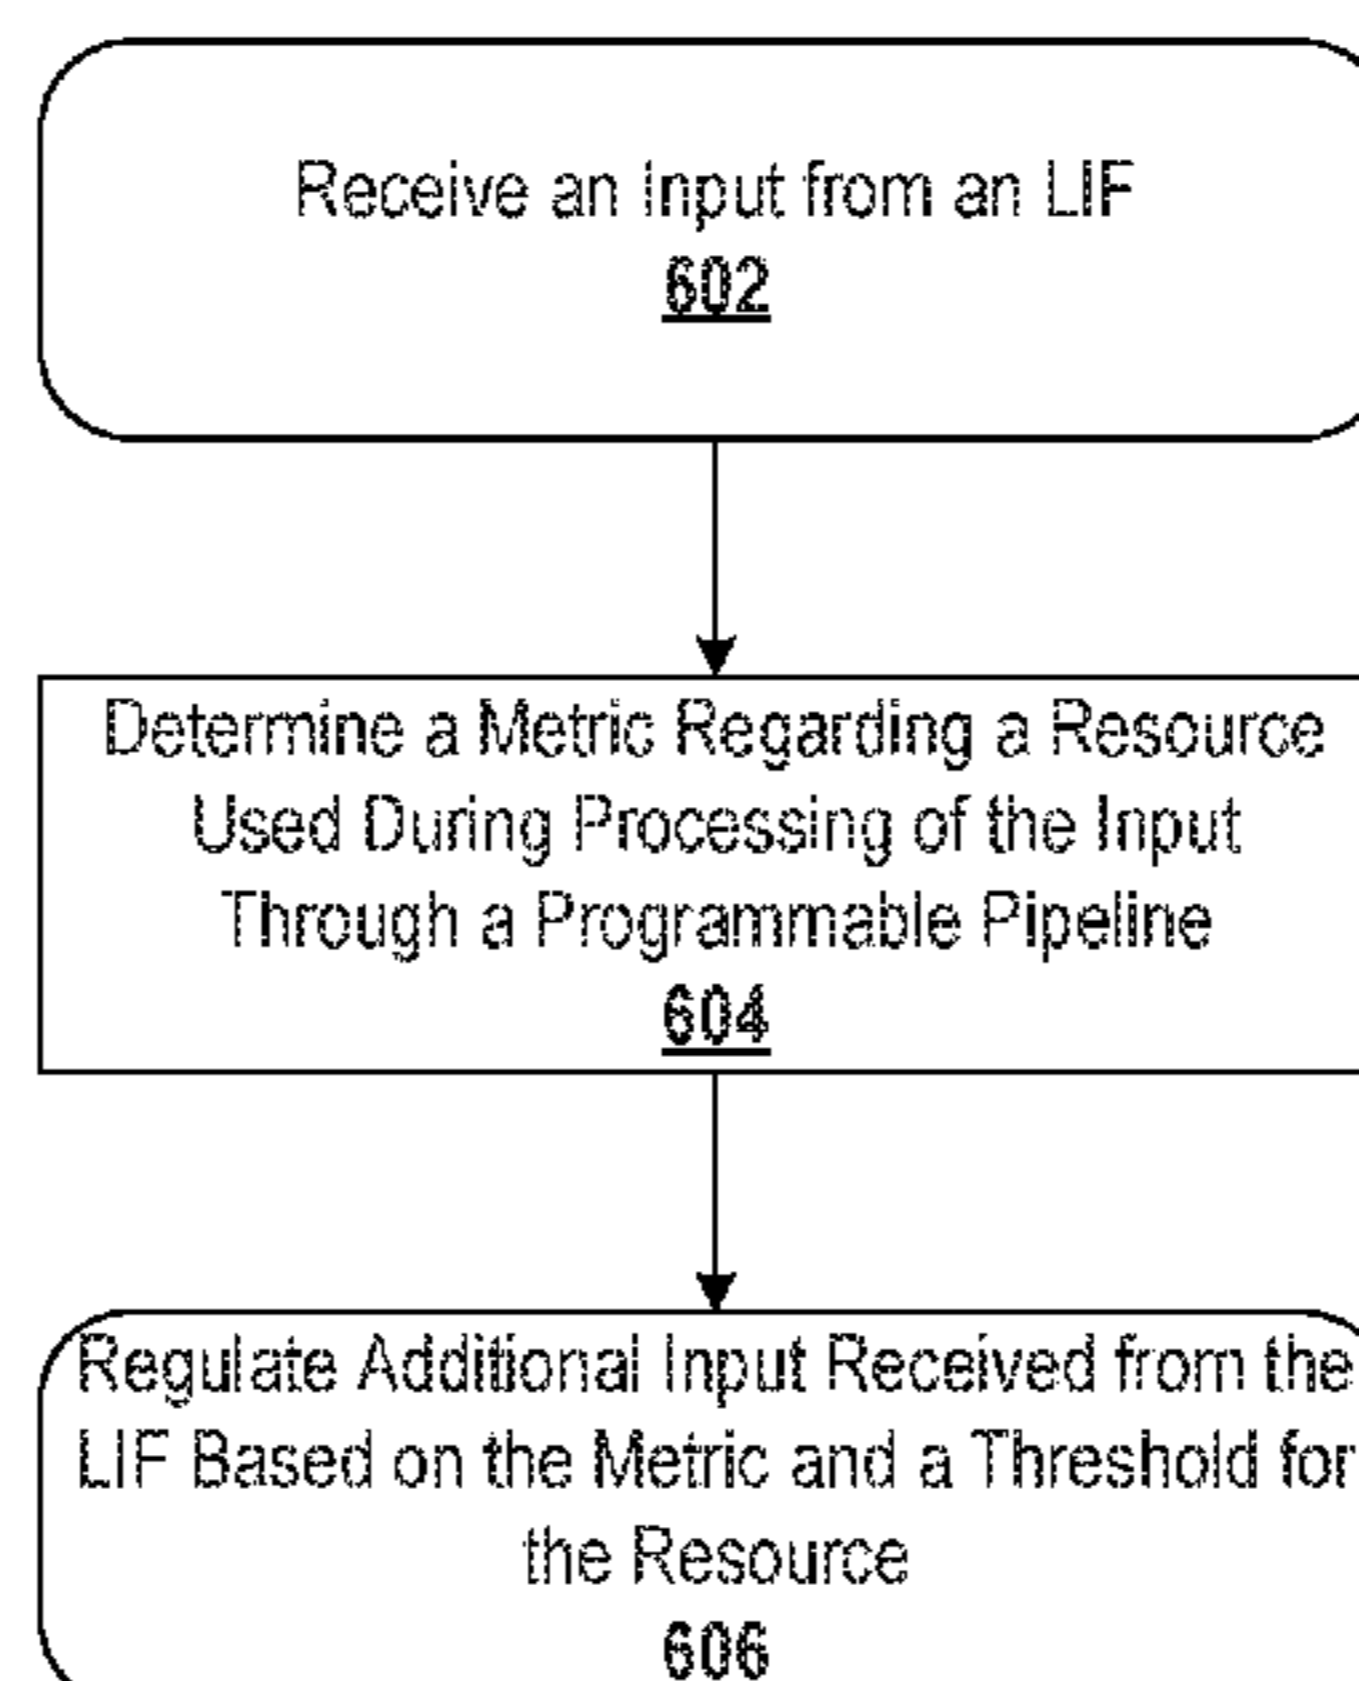 Receive an Input from an LIF
602
Determine a Metric Regarding a Resource
Used During Processing of the Input
Through a Programmable Pipeline
604
Regulate Additional Input Received from the
LIF Based on the Metric and a Threshold for
the Resource
606